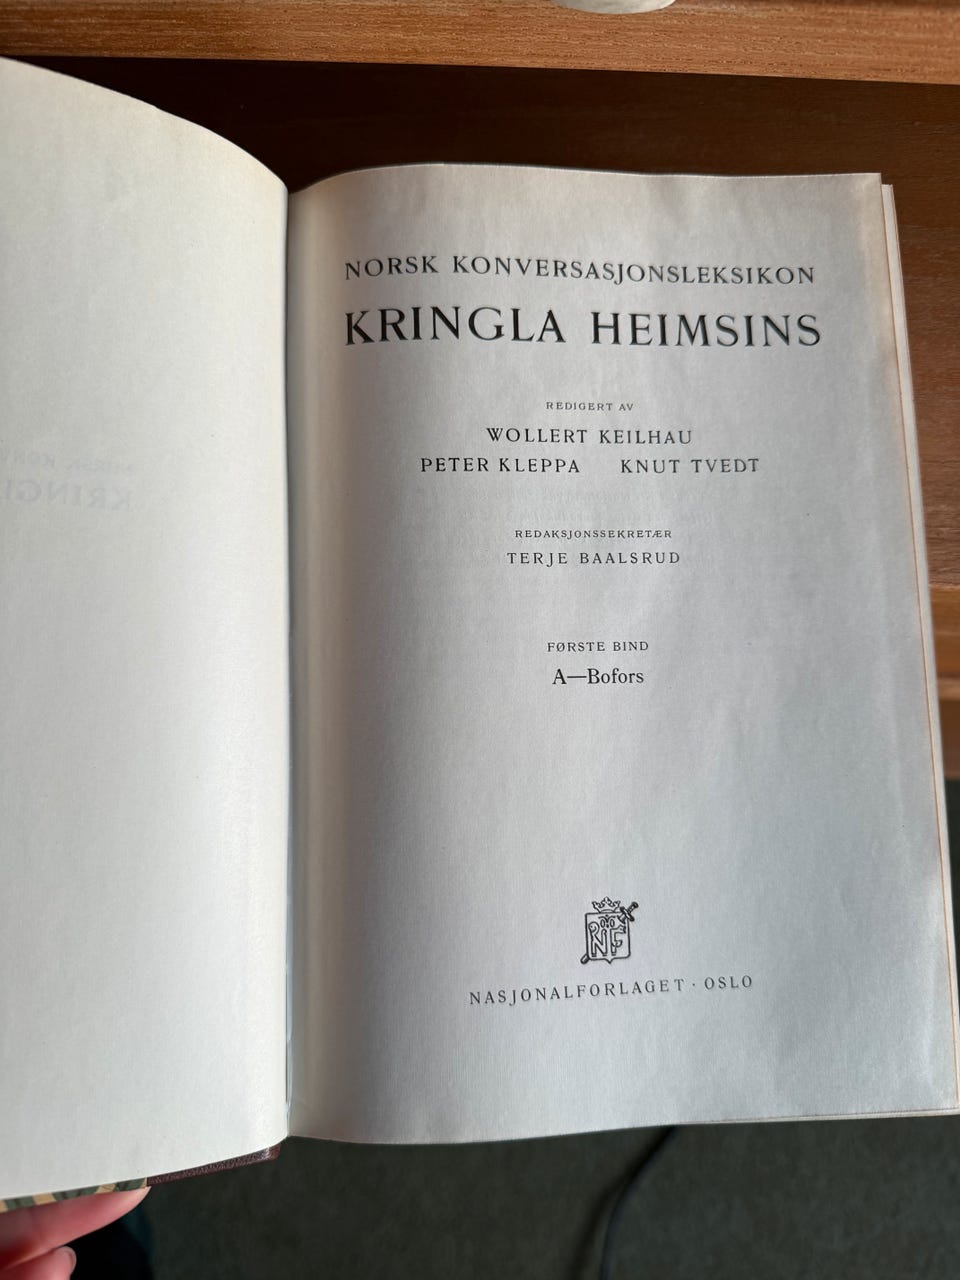 NORSK KONVERSASJONSLEKSIKON
KRINGLA HEIMSINS
REDIGERT AV
WOLLERT KEILHAU
PETER KLEPPA KNUT TVEDT
REDAKSJONSSEKRETÆR
TERJE BAALSRUD
FØRSTE BIND
A—Bofors
NF
NASJONALFORLAGET · OSLO